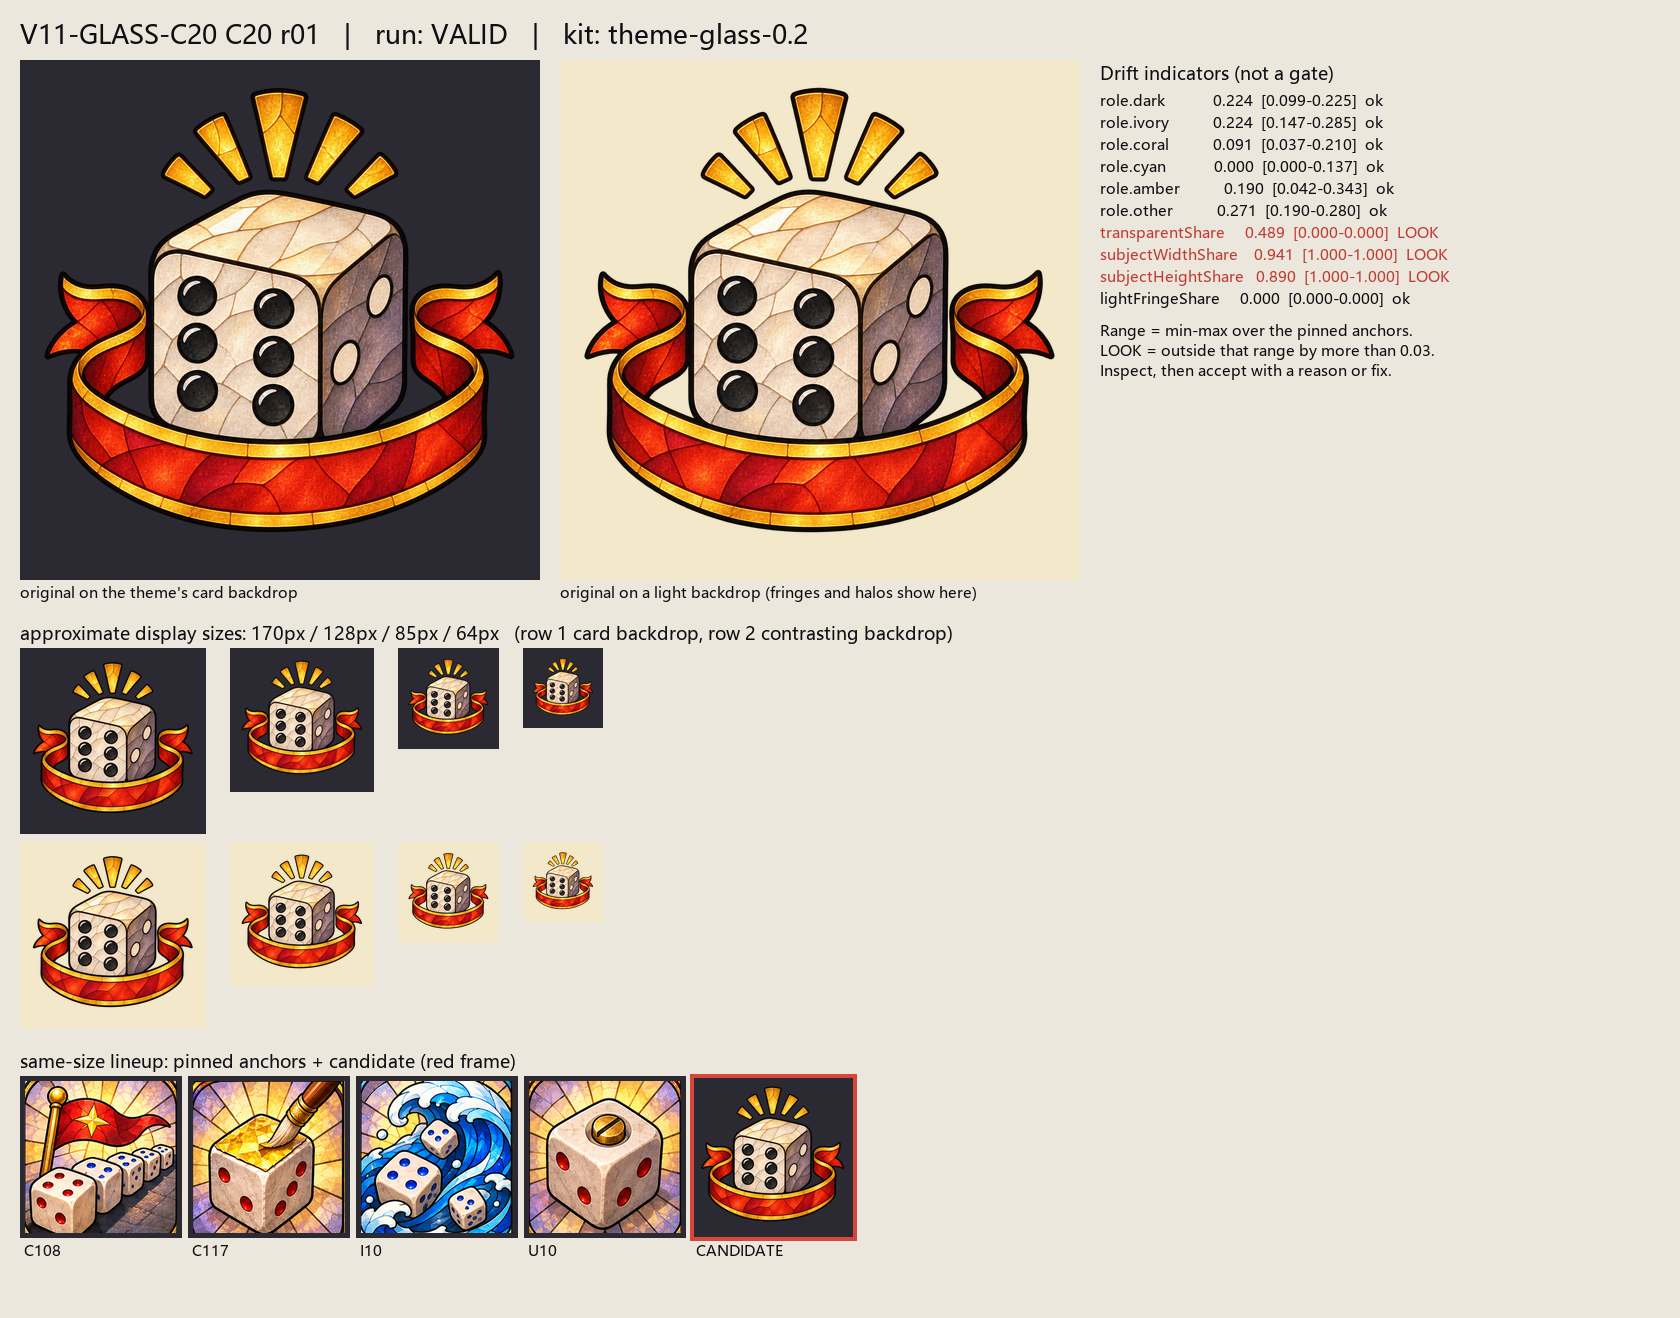 V11-GLASS-C20 C20 r01   |   run: VALID   |   kit: theme-glass-0.2
Drift indicators (not a gate)
role.dark 0.224 [0.099-0.225] ok
role.ivory 0.224 [0.147-0.285] ok
role.coral 0.091 [0.037-0.210] ok
role.cyan 0.000 [0.000-0.137] ok
role.amber 0.190 [0.042-0.343] ok
role.other 0.271 [0.190-0.280] ok
transparentShare 0.489 [0.000-0.000] LOOK
subjectWidthShare 0.941 [1.000-1.000] LOOK
subjectHeightShare 0.890 [1.000-1.000] LOOK
lightFringeShare 0.000 [0.000-0.000] ok
Range = min-max over the pinned anchors.
LOOK = outside that range by more than 0.03.
Inspect, then accept with a reason or fix.
original on the theme's card backdrop
original on a light backdrop (fringes and halos show here)
approximate display sizes: 170px / 128px / 85px / 64px   (row 1 card backdrop, row 2 contrasting backdrop)
same-size lineup: pinned anchors + candidate (red frame)
C108
C117
I10
U10
CANDIDATE